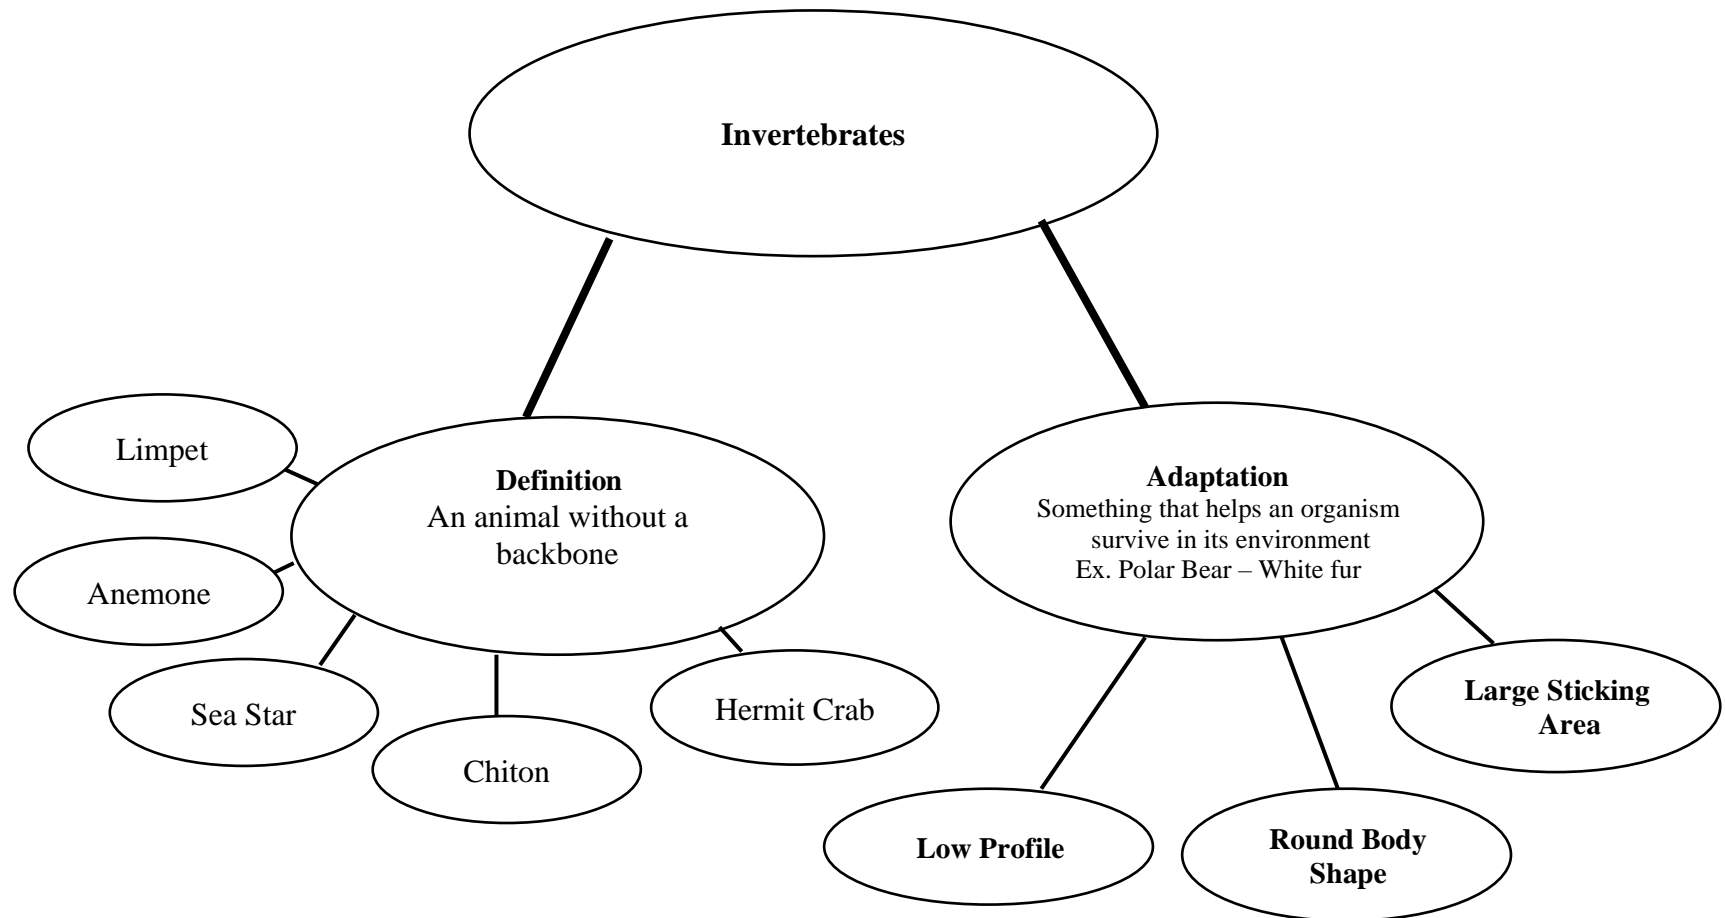 Invertebrates
Limpet
Definition
An animal without a
backbone
Adaptation
Something that helps an organism
survive in its environment
Ex. Polar Bear – White fur
Anemone
Sea Star
Chiton
Hermit Crab
Large Sticking
Area
Low Profile
Round Body
Shape